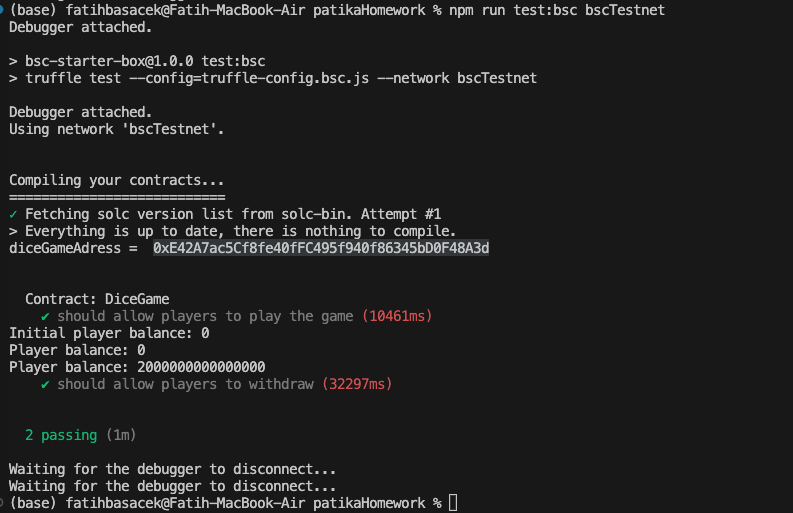 (base) fatihbasacek@Fatih-MacBook-Air patikaHomework % npm run test:bsc bscTestnet
Debugger attached.
> bsc-starter-box@1.0.0 test:bsc
> truffle test --config=truffle-config.bsc.js --network bscTestnet
Debugger attached.
Using network 'bscTestnet'.
Compiling your contracts...
===========================
✓ Fetching solc version list from solc-bin. Attempt #1
> Everything is up to date, there is nothing to compile.
diceGameAdress =  0xE42A7ac5Cf8fe40fFC495f940f86345bD0F48A3d
Contract: DiceGame
✔ should allow players to play the game (10461ms)
Initial player balance: 0
Player balance: 0
Player balance: 2000000000000000
✔ should allow players to withdraw (32297ms)
2 passing (1m)
Waiting for the debugger to disconnect...
Waiting for the debugger to disconnect...
(base) fatihbasacek@Fatih-MacBook-Air patikaHomework %